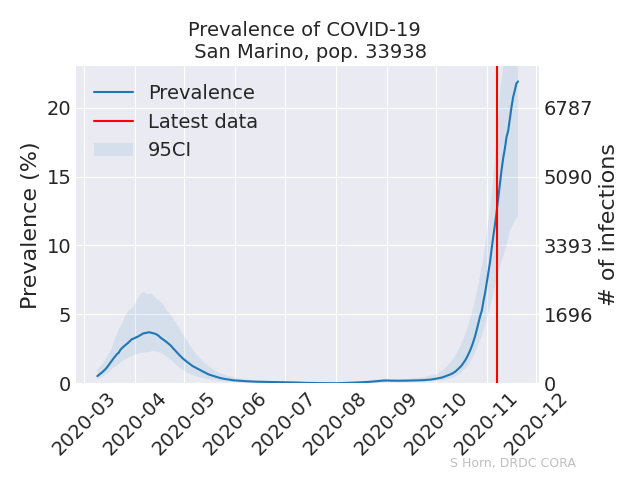 Prevalence of COVID-19
San Marino, pop. 33938
Prevalence
Latest data
95CI
Prevalence (%)
20
15
10
5
0
6787
5090
3393
1696
0
# of infections
2020-03
2020-04
2020-05
2020-06
2020-07
2020-08
2020-09
2020-10
2020-11
2020-12
S Horn, DRDC CORA